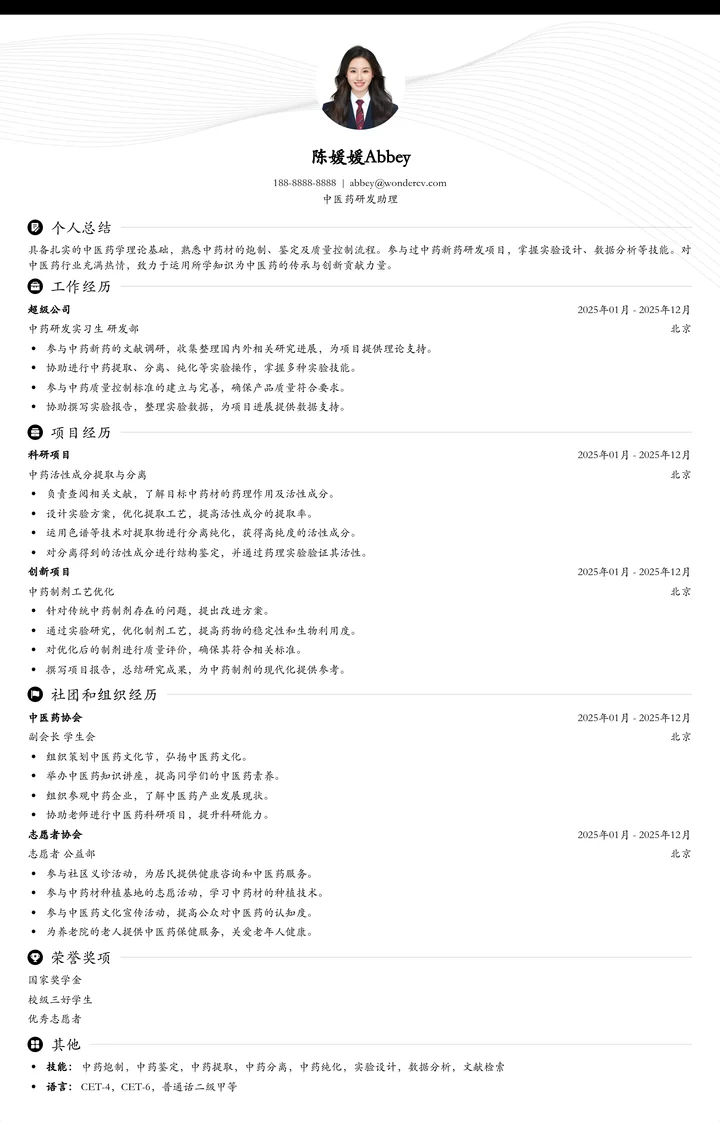 陈媛媛Abbey
188-8888-8888 | abbey@wondercv.com
中医药研发助理
个人总结
具备扎实的中医药学理论基础，熟悉中药材的炮制、鉴定及质量控制流程。参与过中药新药研发项目，掌握实验设计、数据分析等技能。对
中医药行业充满热情，致力于运用所学知识为中医药的传承与创新贡献力量。
工作经历
超级公司 2025年01月 - 2025年12月
中药研发实习生 研发部 北京
• 参与中药新药的文献调研，收集整理国内外相关研究进展，为项目提供理论支持。
• 协助进行中药提取、分离、纯化等实验操作，掌握多种实验技能。
• 参与中药质量控制标准的建立与完善，确保产品质量符合要求。
• 协助撰写实验报告，整理实验数据，为项目进展提供数据支持。
项目经历
科研项目 2025年01月 - 2025年12月
中药活性成分提取与分离 北京
• 负责查阅相关文献，了解目标中药材的药理作用及活性成分。
• 设计实验方案，优化提取工艺，提高活性成分的提取率。
• 运用色谱等技术对提取物进行分离纯化，获得高纯度的活性成分。
• 对分离得到的活性成分进行结构鉴定，并通过药理实验验证其活性。
创新项目 2025年01月 - 2025年12月
中药制剂工艺优化 北京
• 针对传统中药制剂存在的问题，提出改进方案。
• 通过实验研究，优化制剂工艺，提高药物的稳定性和生物利用度。
• 对优化后的制剂进行质量评价，确保其符合相关标准。
• 撰写项目报告，总结研究成果，为中药制剂的现代化提供参考。
社团和组织经历
中医药协会 2025年01月 - 2025年12月
副会长 学生会 北京
• 组织策划中医药文化节，弘扬中医药文化。
• 举办中医药知识讲座，提高同学们的中医药素养。
• 组织参观中药企业，了解中医药产业发展现状。
• 协助老师进行中医药科研项目，提升科研能力。
志愿者协会 2025年01月 - 2025年12月
志愿者 公益部 北京
• 参与社区义诊活动，为居民提供健康咨询和中医药服务。
• 参与中药材种植基地的志愿活动，学习中药材的种植技术。
• 参与中医药文化宣传活动，提高公众对中医药的认知度。
• 为养老院的老人提供中医药保健服务，关爱老年人健康。
荣誉奖项
国家奖学金
校级三好学生
优秀志愿者
其他
• 技能： 中药炮制，中药鉴定，中药提取，中药分离，中药纯化，实验设计，数据分析，文献检索
• 语言： CET-4，CET-6，普通话二级甲等